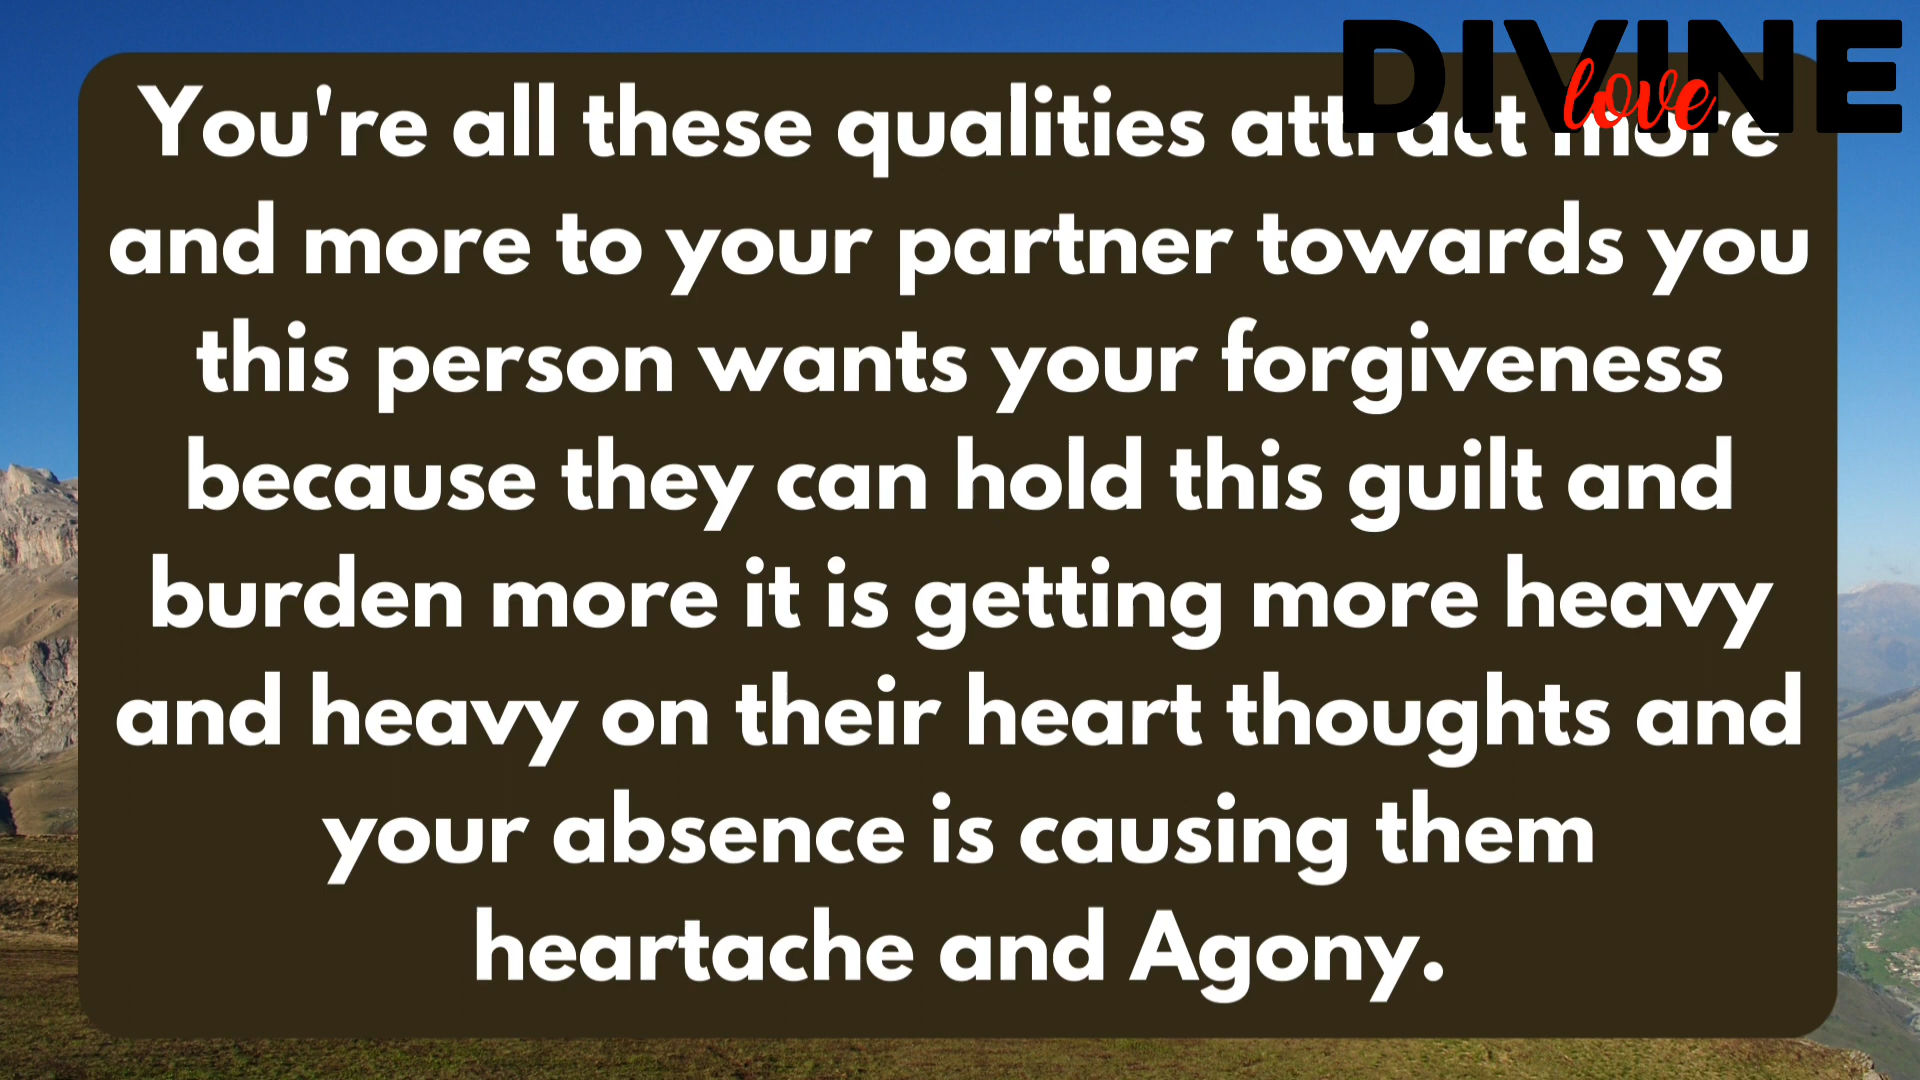 DIVINE
love
You're all these qualities attract more
and more to your partner towards you
this person wants your forgiveness
because they can hold this guilt and
burden more it is getting more heavy
and heavy on their heart thoughts and
your absence is causing them
heartache and Agony.